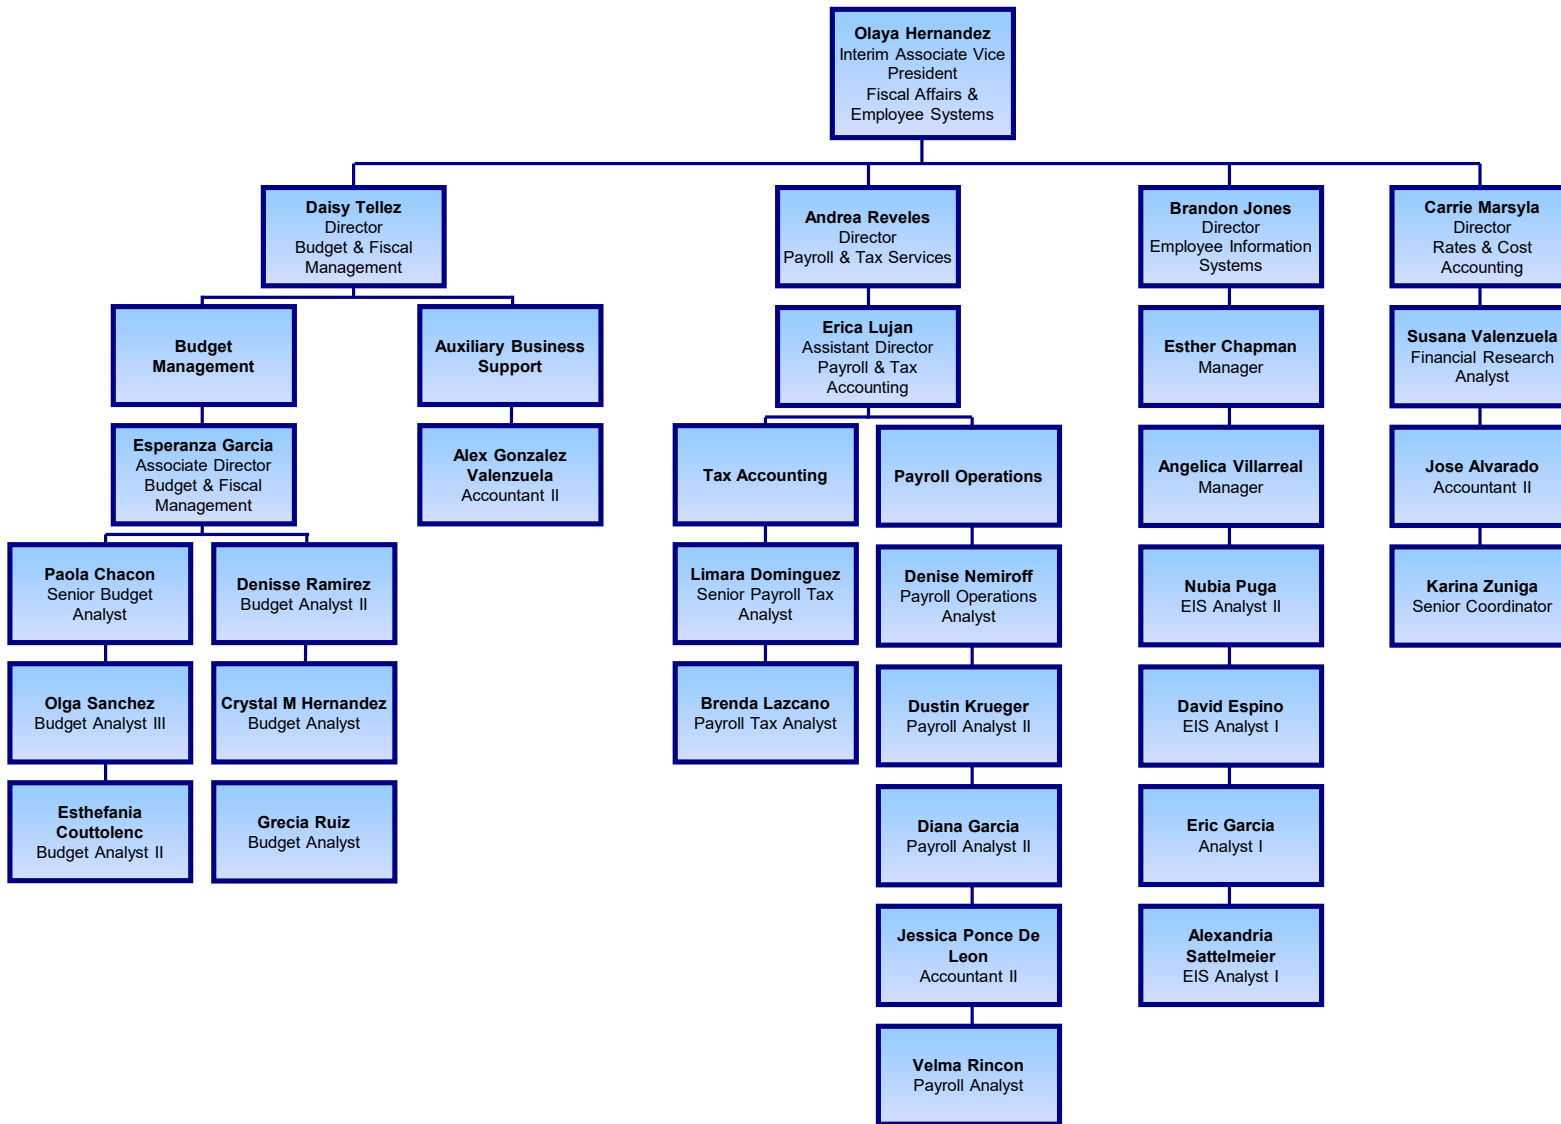 Olaya Hernandez
Interim Associate Vice
President
Fiscal Affairs &
Employee Systems
Daisy Tellez
Director
Budget & Fiscal
Management
Andrea Reveles
Director
Payroll & Tax Services
Brandon Jones
Director
Employee Information
Systems
Carrie Marsyla
Director
Rates & Cost
Accounting
Budget
Management
Auxiliary Business
Support
Erica Lujan
Assistant Director
Payroll & Tax
Accounting
Esther Chapman
Manager
Susana Valenzuela
Financial Research
Analyst
Esperanza Garcia
Associate Director
Budget & Fiscal
Management
Alex Gonzalez
Valenzuela
Accountant II
Tax Accounting
Payroll Operations
Angelica Villarreal
Manager
Jose Alvarado
Accountant II
Paola Chacon
Senior Budget
Analyst
Denisse Ramirez
Budget Analyst II
Limara Dominguez
Senior Payroll Tax
Analyst
Denise Nemiroff
Payroll Operations
Analyst
Nubia Puga
EIS Analyst II
Karina Zuniga
Senior Coordinator
Olga Sanchez
Budget Analyst III
Crystal M Hernandez
Budget Analyst
Brenda Lazcano
Payroll Tax Analyst
Dustin Krueger
Payroll Analyst II
David Espino
EIS Analyst I
Esthefania
Couttolenc
Budget Analyst II
Grecia Ruiz
Budget Analyst
Diana Garcia
Payroll Analyst II
Eric Garcia
Analyst I
Jessica Ponce De
Leon
Accountant II
Alexandria
Sattelmeier
EIS Analyst I
Velma Rincon
Payroll Analyst